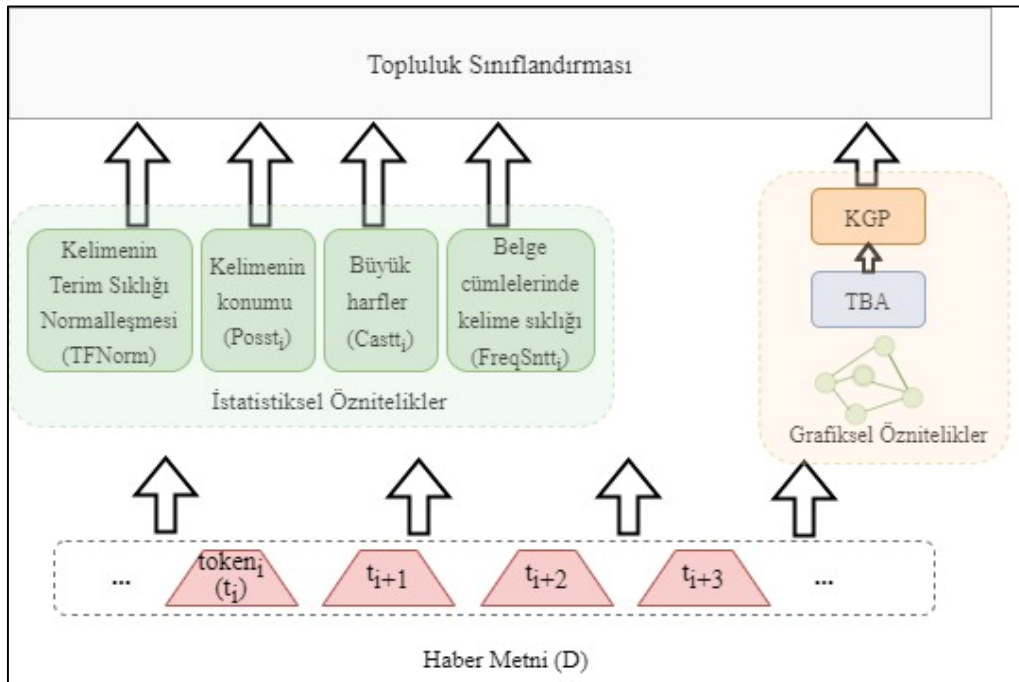 Topluluk Sınıflandırması
Kelimenin
Terim Sıklığı
Normalleşmesi
(TFNorm)
Kelimenin
konumu
(Possti)
Büyük
harfler
(Castti)
Belge
cümlelerinde
kelime sıklığı
(FreqSntti)
İstatistiksel Öznitelikler
KGP
TBA
Grafiksel Öznitelikler
...
tokeni
(ti)
ti+1
ti+2
ti+3
...
Haber Metni (D)